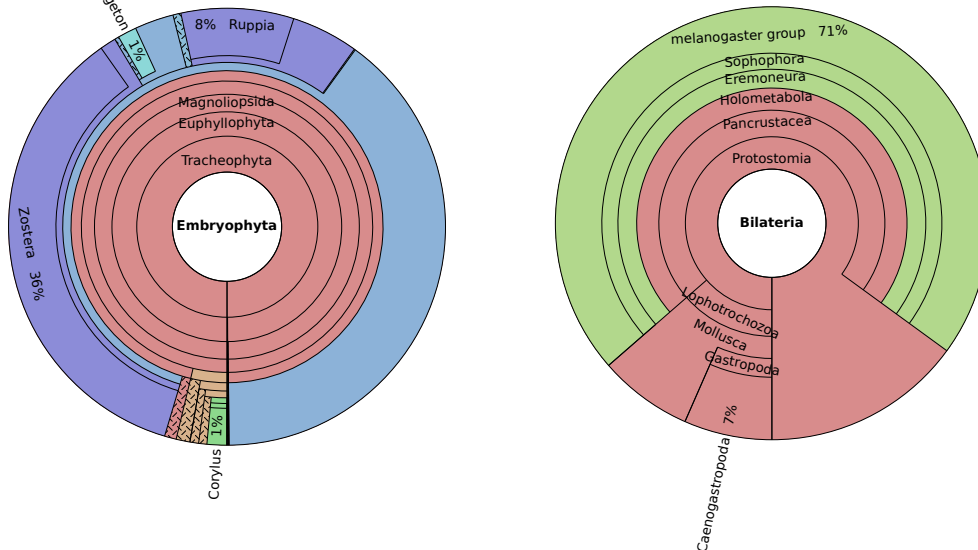 8% Ruppia
1%
Magnoliopsida
Euphyllophyta
Tracheophyta
Embryophyta
Zostera 36%
1%
Corylus
melanogaster group 71%
Sophophora
Eremoneura
Holometabola
Pancrustacea
Protostomia
Bilateria
Lophotrochozoa
Mollusca
Gastropoda
7%
Caenogastropoda